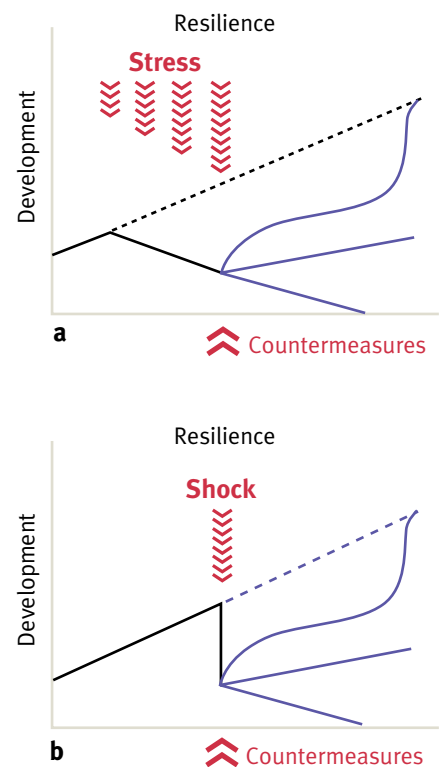 Resilience
Stress
Development
a
Countermeasures
Resilience
Shock
Development
b
Countermeasures